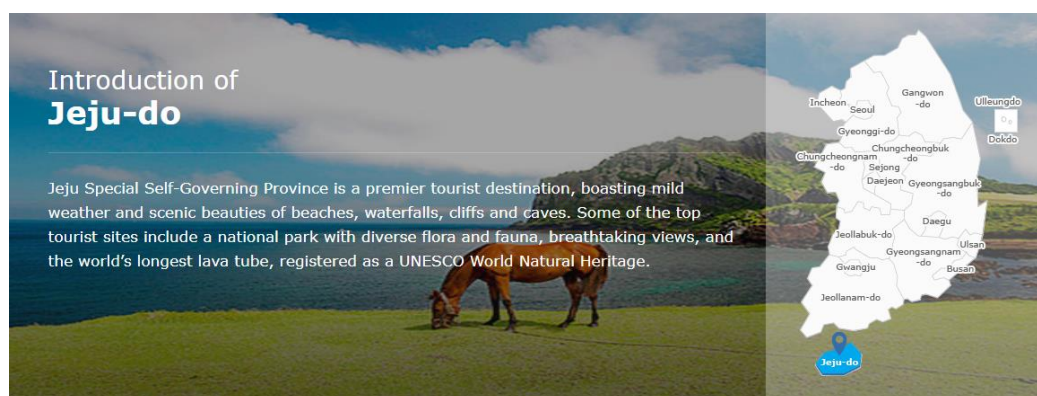 Introduction of
Jeju-do
Jeju Special Self-Governing Province is a premier tourist destination, boasting mild
weather and scenic beauties of beaches, waterfalls, cliffs and caves. Some of the top
tourist sites include a national park with diverse flora and fauna, breathtaking views, and
the world’s longest lava tube, registered as a UNESCO World Natural Heritage.
Gangwon
-do
Incheon
Seoul
Ulleungdo
Gyeonggi-do
Dokdo
Chungcheongbuk
-do
Chungcheongnam
-do
Sejong
Daejeon
Gyeongsangbuk
-do
Daegu
Jeollabuk-do
Ulsan
Gyeongsangnam
-do
Gwangju
Busan
Jeollanam-do
Jeju-do